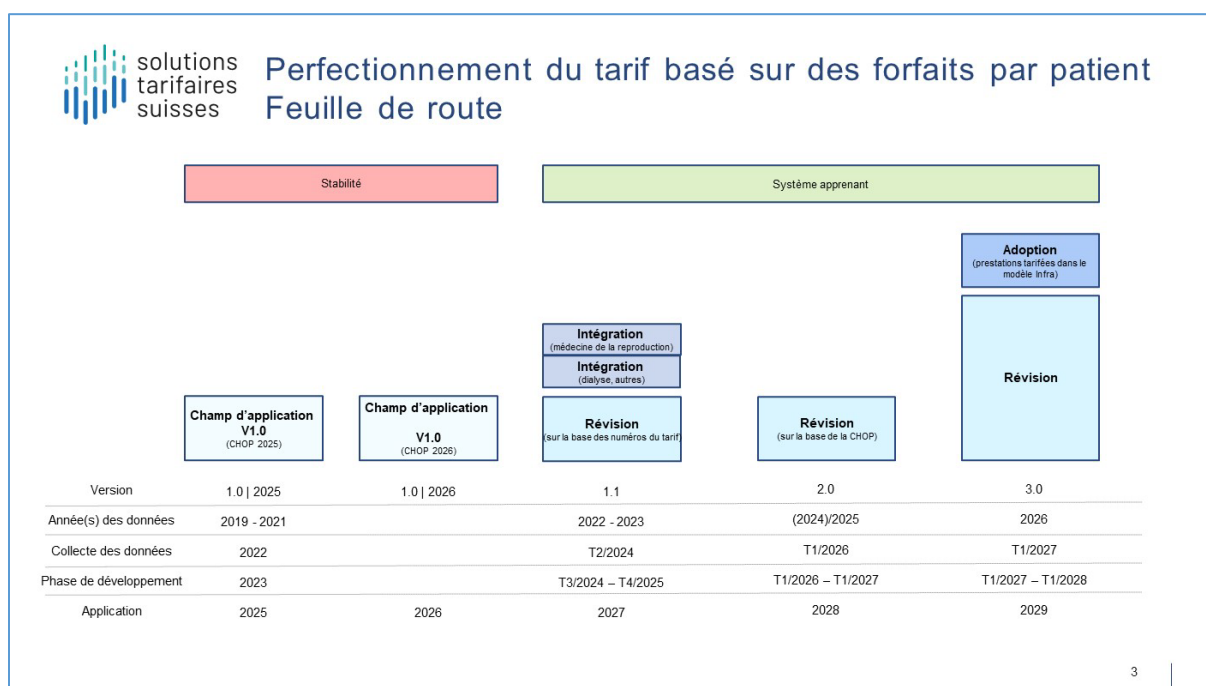 solutions
tarifaires
suisses
Perfectionnement du tarif basé sur des forfaits par patient
Feuille de route
Stabilité
Système apprenant
Adoption
(prestations tarifées dans le
modèle Infra)
Intégration
(médecine de la reproduction)
Intégration
(dialyse, autres)
Révision
Champ d'application
V1.0
(CHOP 2025)
Champ d'application
V1.0
(CHOP 2026)
Révision
(sur la base des numéros du tarif)
Révision
(sur la base de la CHOP)
Version 1.0 | 2025 1.0 | 2026 1.1 2.0 3.0
Année(s) des données 2019 - 2021 2022 - 2023 (2024)/2025 2026
Collecte des données 2022 T2/2024 T1/2026 T1/2027
Phase de développement 2023 T3/2024 – T4/2025 T1/2026 – T1/2027 T1/2027 – T1/2028
Application 2025 2026 2027 2028 2029
3